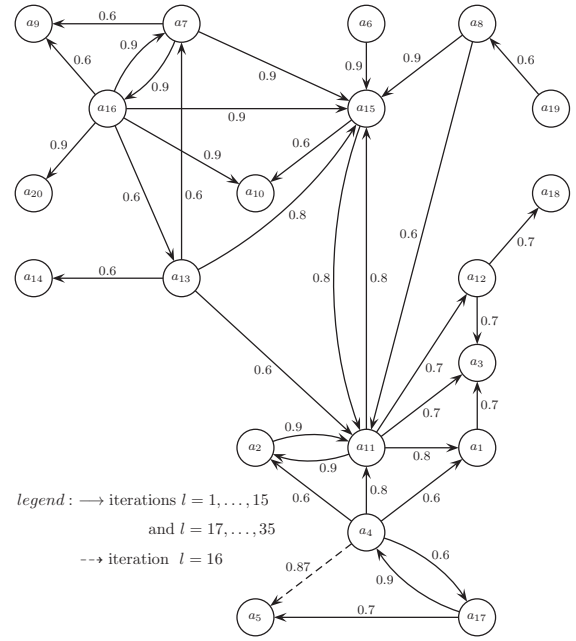 a9 0.6 a7 a6 a8
0.6 0.9 0.9 0.9 0.9 0.9 0.6
a16 0.9 a15 a19
0.9 0.9 0.6
a20 0.6 0.6 a10 a18
0.8 0.6
0.7
a14 0.6 a13 0.8 0.8 a12
0.7
a3
0.6 0.7 0.7 0.7
a2 0.9 a11 0.8 a1
0.9
legend : ⟶ iterations l = 1, . . . , 15
0.6 0.8 0.6
and l = 17, . . . , 35
a4
⇢ iteration l = 16
0.87 0.6
0.9
a5 0.7 a17